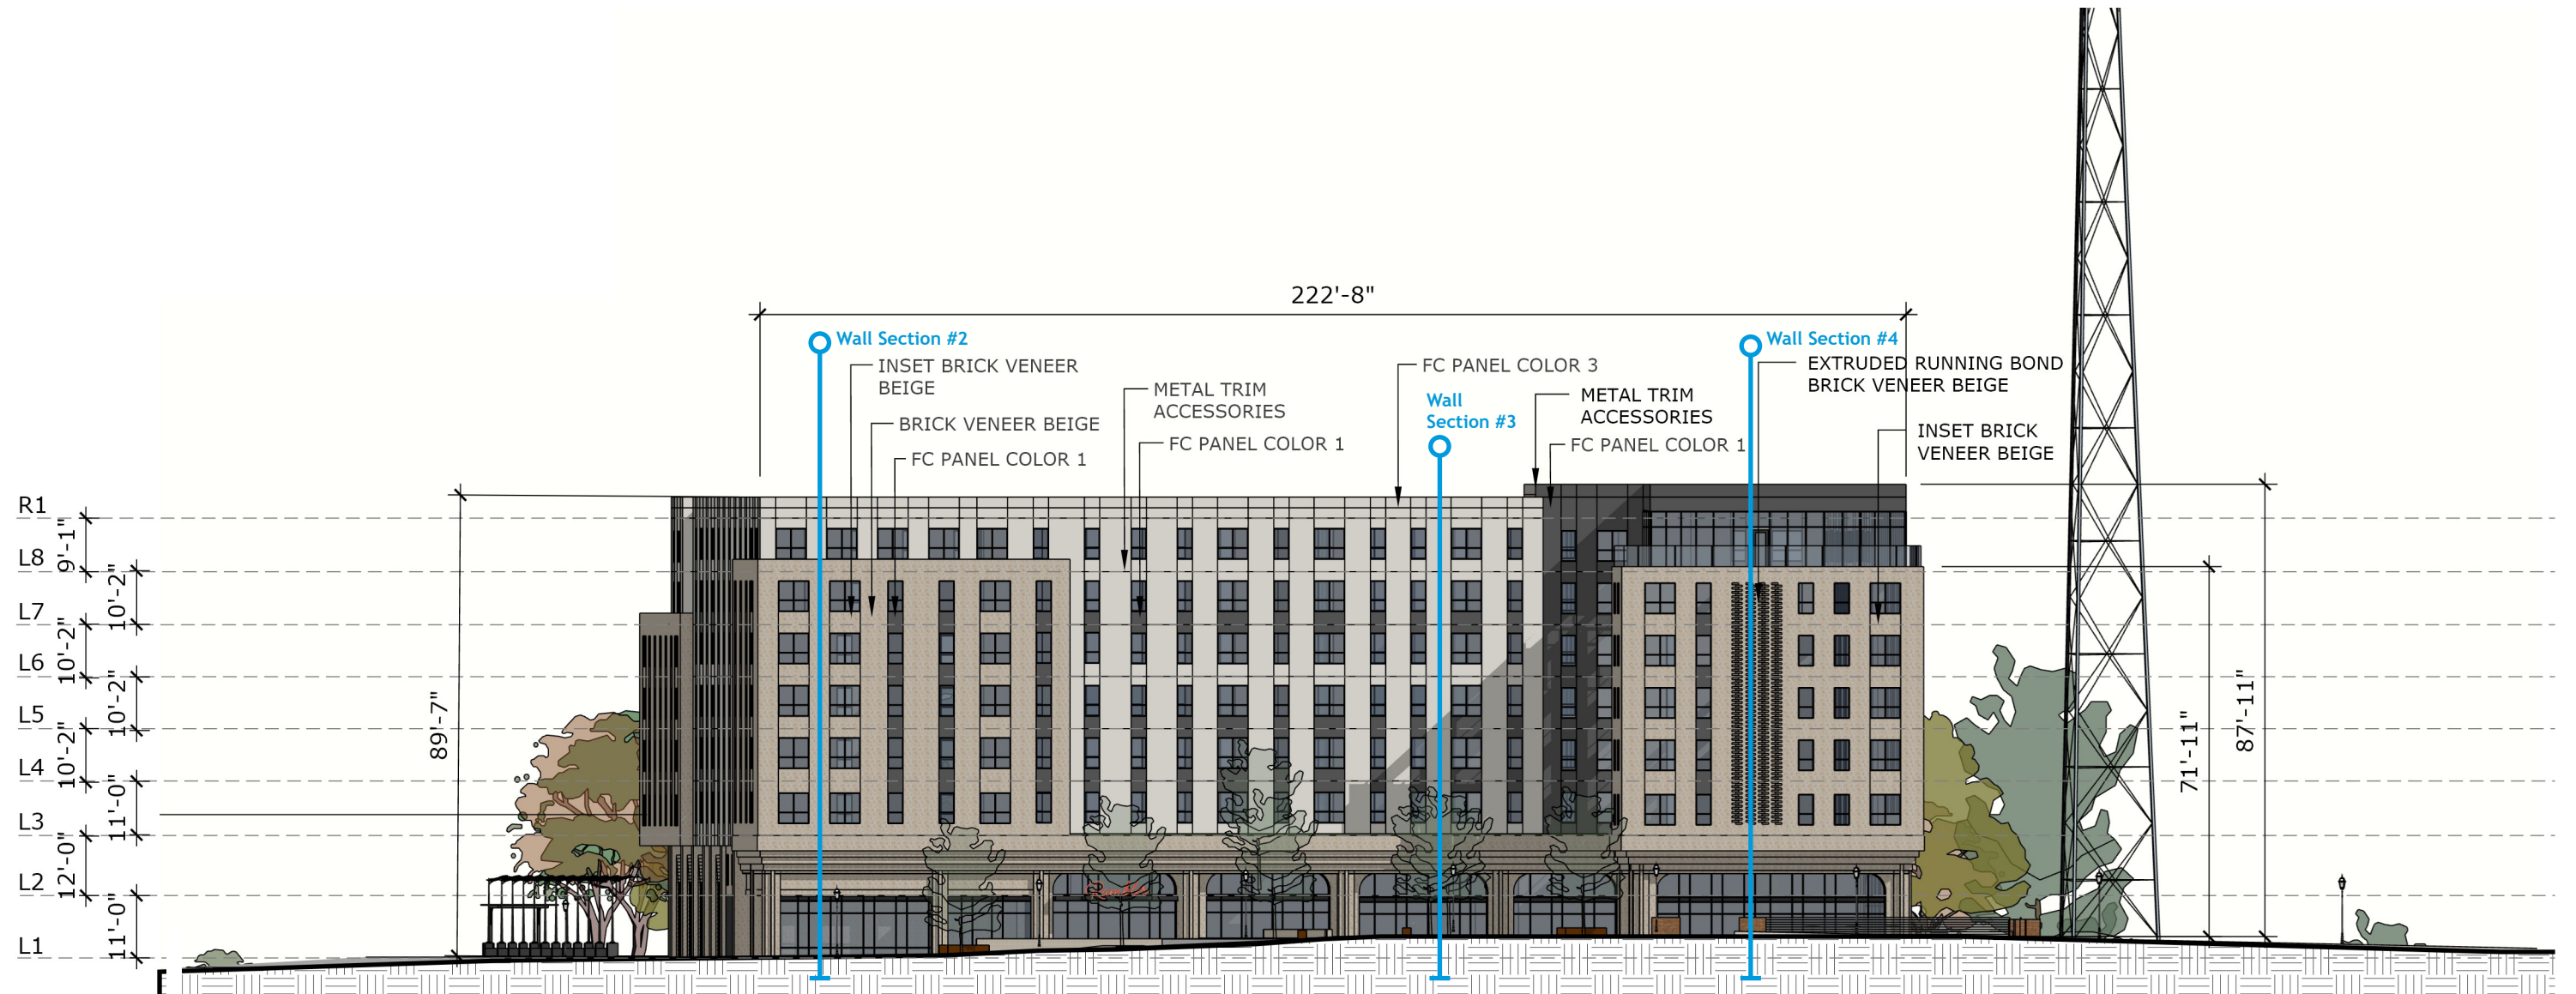 222'-8"
Wall Section #2
INSET BRICK VENEER
BEIGE
BRICK VENEER BEIGE
FC PANEL COLOR 1
METAL TRIM
ACCESSORIES
FC PANEL COLOR 1
FC PANEL COLOR 3
Wall
Section #3
METAL TRIM
ACCESSORIES
FC PANEL COLOR 1
Wall Section #4
EXTRUDED RUNNING BOND
BRICK VENEER BEIGE
INSET BRICK
VENEER BEIGE
R1
9'-1"
L8
10'-2"
L7
10'-2"
L6
10'-2"
L5
10'-2"
L4
11'-0"
L3
12'-0"
L2
11'-0"
L1
89'-7"
71'-11"
87'-11"